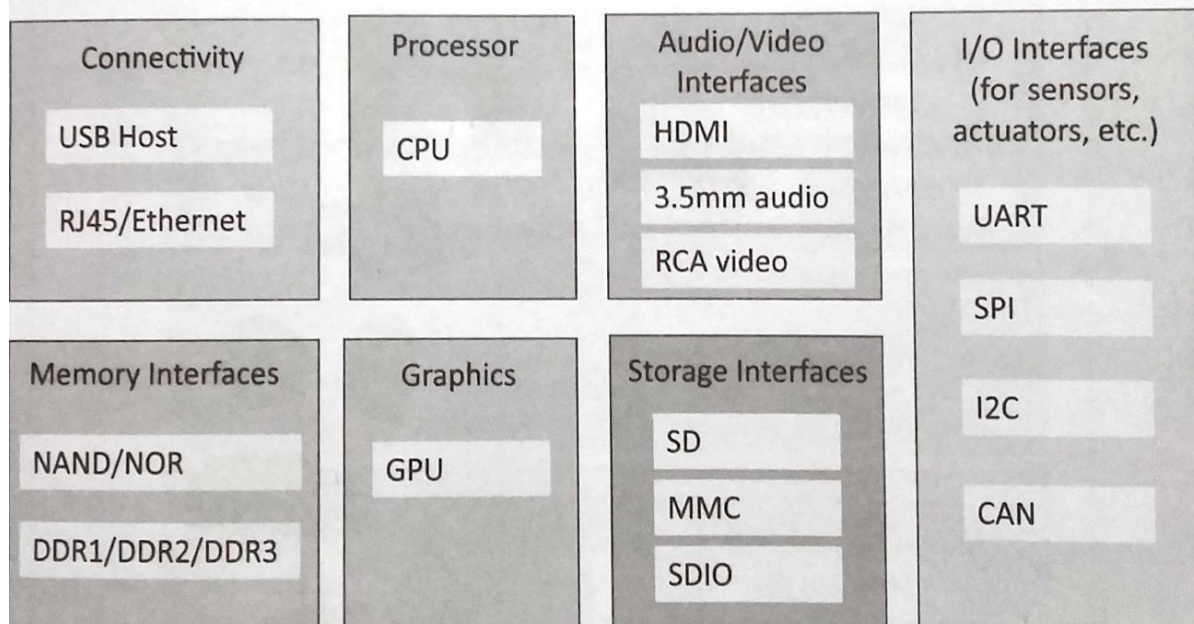 Connectivity
USB Host
RJ45/Ethernet
Processor
CPU
Audio/Video
Interfaces
HDMI
3.5mm audio
RCA video
I/O Interfaces
(for sensors,
actuators, etc.)
UART
SPI
I2C
CAN
Memory Interfaces
NAND/NOR
DDR1/DDR2/DDR3
Graphics
GPU
Storage Interfaces
SD
MMC
SDIO